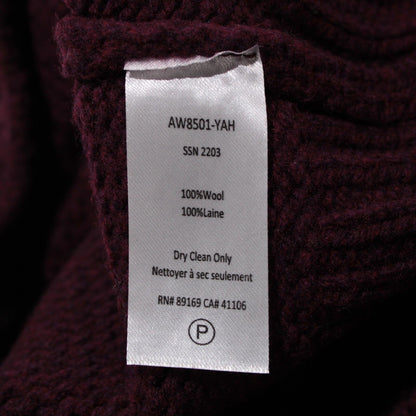 AW8501-YAH
SSN 2203
100%Wool
100%Laine
Dry Clean Only
Nettoyer à sec seulement
RN# 89169 CA# 41106
P